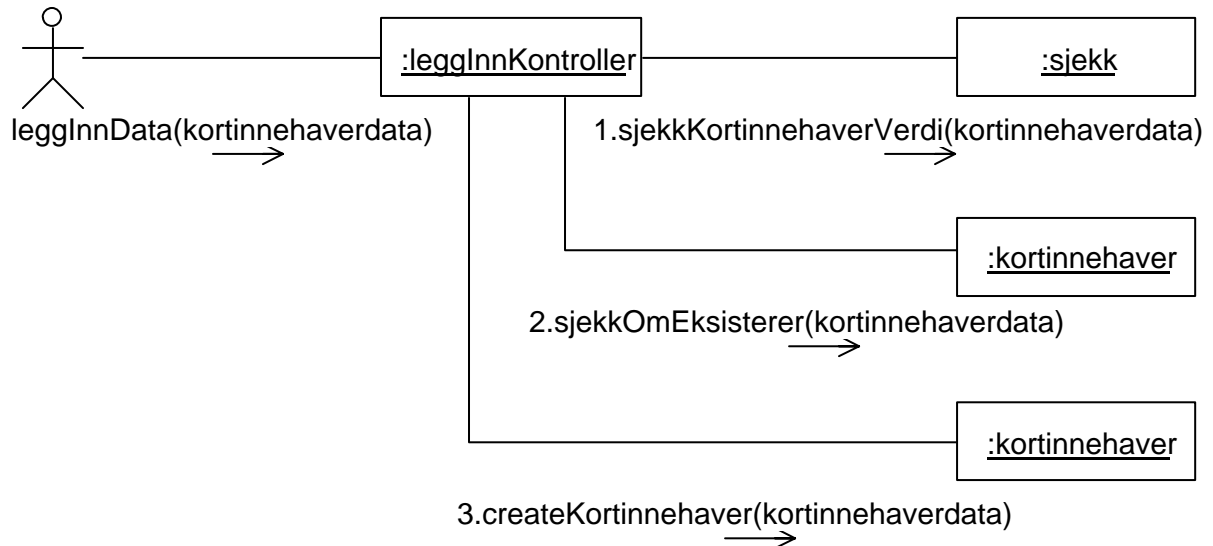 :leggInnKontroller
:sjekk
leggInnData(kortinnehaverdata)
1.sjekkKortinnehaverVerdi(kortinnehaverdata)
:kortinnehaver
2.sjekkOmEksisterer(kortinnehaverdata)
:kortinnehaver
3.createKortinnehaver(kortinnehaverdata)